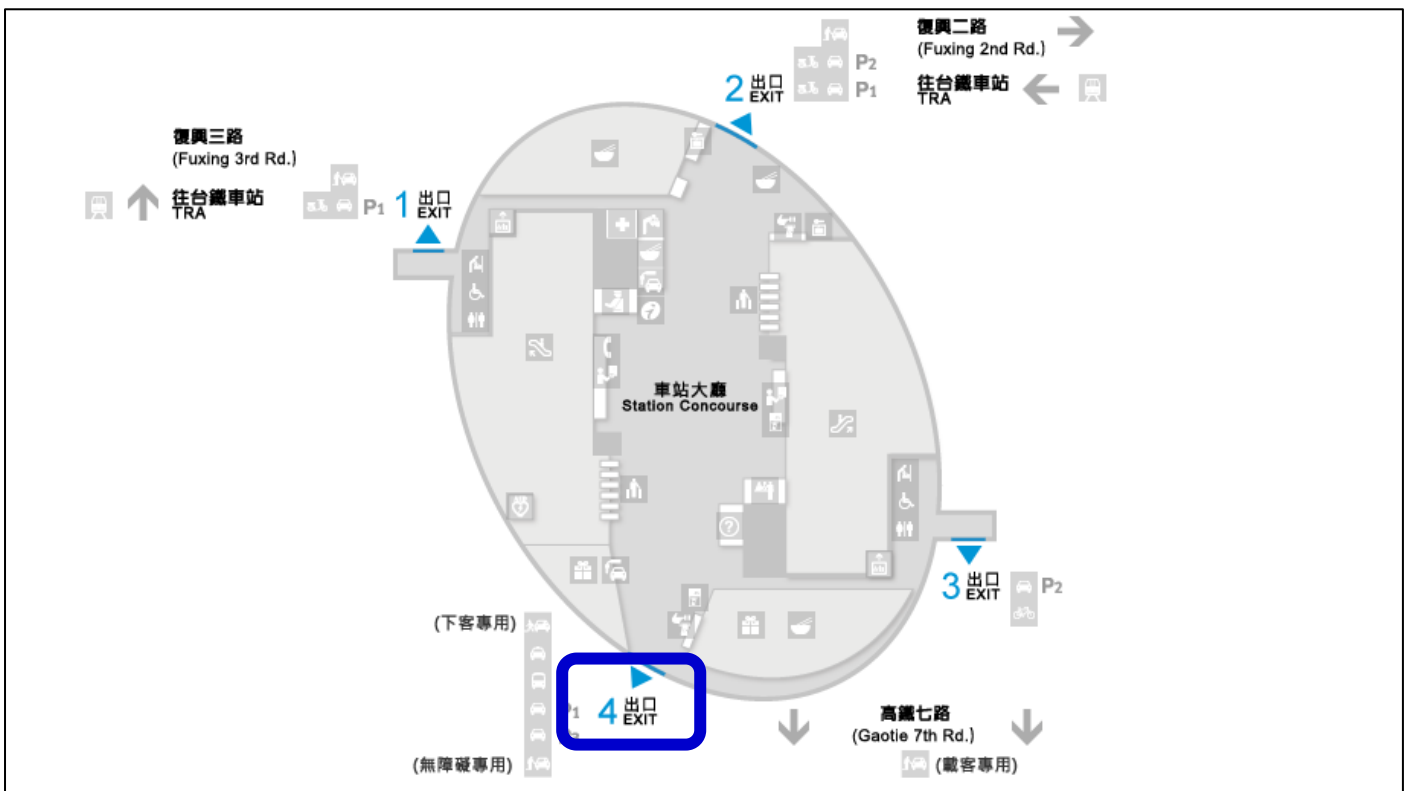 復興二路
(Fuxing 2nd Rd.)
P2
2 出口
EXIT
P1
往台鐵車站
TRA
復興三路
(Fuxing 3rd Rd.)
往台鐵車站
TRA
P1
1 出口
EXIT
車站大廳
Station Concourse
AED
3 出口
EXIT
P2
(下客專用)
4 出口
EXIT
高鐵七路
(Gaotie 7th Rd.)
(無障礙專用)
(載客專用)